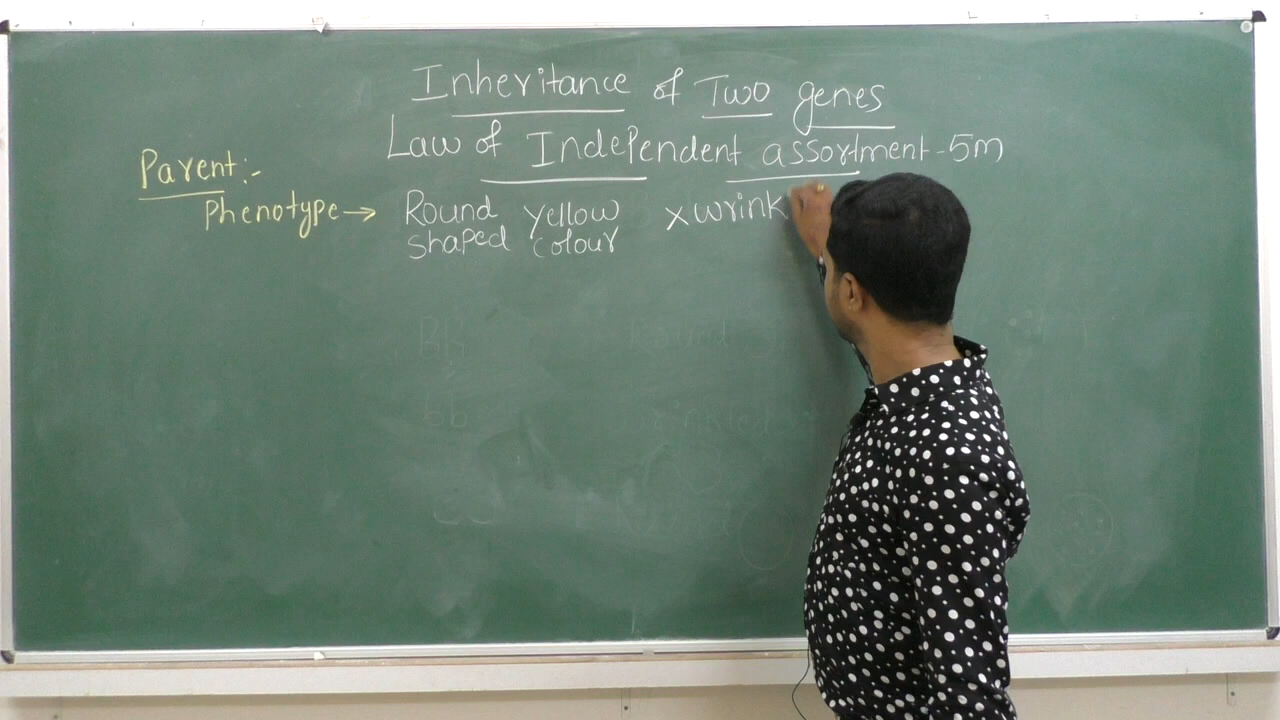 Inheritance of Two genes
Law of Independent assortment - 5m
Parent:-
Phenotype → Round yellow x wrink
shaped colour